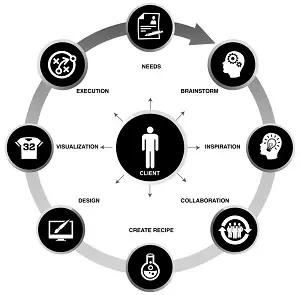 NEEDS
EXECUTION
BRAINSTORM
32
VISUALIZATION
INSPIRATION
CLIENT
DESIGN
COLLABORATION
CREATE RECIPE